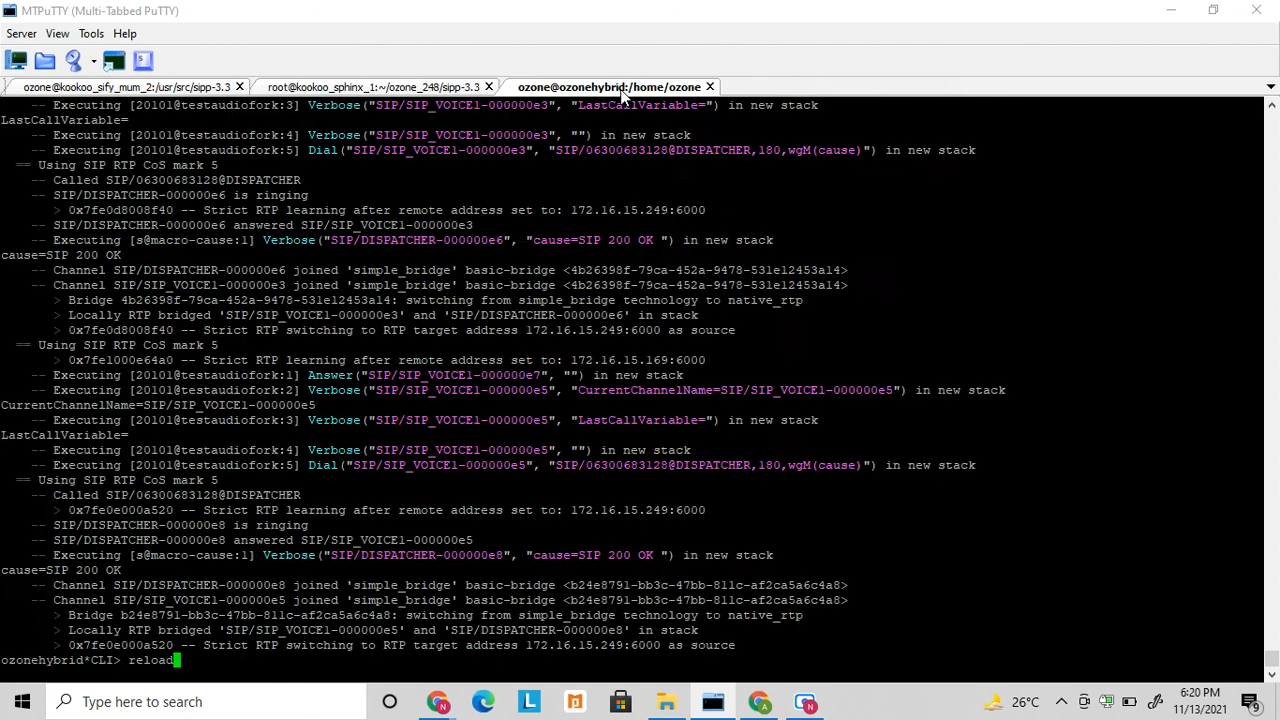 MTPuTTY (Multi-Tabbed PuTTY)
Server View Tools Help
ozone@kookoo_sify_mum_2:/usr/src/sipp-3.3
root@kookoo_sphinx_1:~/ozone_248/sipp-3.3
ozone@ozonehybrid:/home/ozone
-- Executing [20101@testaudiofork:3] Verbose("SIP/SIP_VOICE1-000000e3", "LastCallVariable=") in new stack
LastCallVariable=
-- Executing [20101@testaudiofork:4] Verbose("SIP/SIP_VOICE1-000000e3", "") in new stack
-- Executing [20101@testaudiofork:5] Dial("SIP/SIP_VOICE1-000000e3", "SIP/06300683128@DISPATCHER,180,wgM(cause)") in new stack
== Using SIP RTP CoS mark 5
-- Called SIP/06300683128@DISPATCHER
-- SIP/DISPATCHER-000000e6 is ringing
> 0x7fe0d8008f40 -- Strict RTP learning after remote address set to: 172.16.15.249:6000
-- SIP/DISPATCHER-000000e6 answered SIP/SIP_VOICE1-000000e3
-- Executing [s@macro-cause:1] Verbose("SIP/DISPATCHER-000000e6", "cause=SIP 200 OK ") in new stack
cause=SIP 200 OK
-- Channel SIP/DISPATCHER-000000e6 joined 'simple_bridge' basic-bridge <4b26398f-79ca-452a-9478-531e12453a14>
-- Channel SIP/SIP_VOICE1-000000e3 joined 'simple_bridge' basic-bridge <4b26398f-79ca-452a-9478-531e12453a14>
> Bridge 4b26398f-79ca-452a-9478-531e12453a14: switching from simple_bridge technology to native_rtp
> Locally RTP bridged 'SIP/SIP_VOICE1-000000e3' and 'SIP/DISPATCHER-000000e6' in stack
> 0x7fe0d8008f40 -- Strict RTP switching to RTP target address 172.16.15.249:6000 as source
== Using SIP RTP CoS mark 5
> 0x7fe1000e64a0 -- Strict RTP learning after remote address set to: 172.16.15.169:6000
-- Executing [20101@testaudiofork:1] Answer("SIP/SIP_VOICE1-000000e7", "") in new stack
-- Executing [20101@testaudiofork:2] Verbose("SIP/SIP_VOICE1-000000e5", "CurrentChannelName=SIP/SIP_VOICE1-000000e5") in new stack
CurrentChannelName=SIP/SIP_VOICE1-000000e5
-- Executing [20101@testaudiofork:3] Verbose("SIP/SIP_VOICE1-000000e5", "LastCallVariable=") in new stack
LastCallVariable=
-- Executing [20101@testaudiofork:4] Verbose("SIP/SIP_VOICE1-000000e5", "") in new stack
-- Executing [20101@testaudiofork:5] Dial("SIP/SIP_VOICE1-000000e5", "SIP/06300683128@DISPATCHER,180,wgM(cause)") in new stack
== Using SIP RTP CoS mark 5
-- Called SIP/06300683128@DISPATCHER
> 0x7fe0e000a520 -- Strict RTP learning after remote address set to: 172.16.15.249:6000
-- SIP/DISPATCHER-000000e8 is ringing
-- SIP/DISPATCHER-000000e8 answered SIP/SIP_VOICE1-000000e5
-- Executing [s@macro-cause:1] Verbose("SIP/DISPATCHER-000000e8", "cause=SIP 200 OK ") in new stack
cause=SIP 200 OK
-- Channel SIP/DISPATCHER-000000e8 joined 'simple_bridge' basic-bridge <b24e8791-bb3c-47bb-811c-af2ca5a6c4a8>
-- Channel SIP/SIP_VOICE1-000000e5 joined 'simple_bridge' basic-bridge <b24e8791-bb3c-47bb-811c-af2ca5a6c4a8>
> Bridge b24e8791-bb3c-47bb-811c-af2ca5a6c4a8: switching from simple_bridge technology to native_rtp
> Locally RTP bridged 'SIP/SIP_VOICE1-000000e5' and 'SIP/DISPATCHER-000000e8' in stack
> 0x7fe0e000a520 -- Strict RTP switching to RTP target address 172.16.15.249:6000 as source
ozonehybrid*CLI> reload
Type here to search
26°C
6:20 PM
11/13/2021